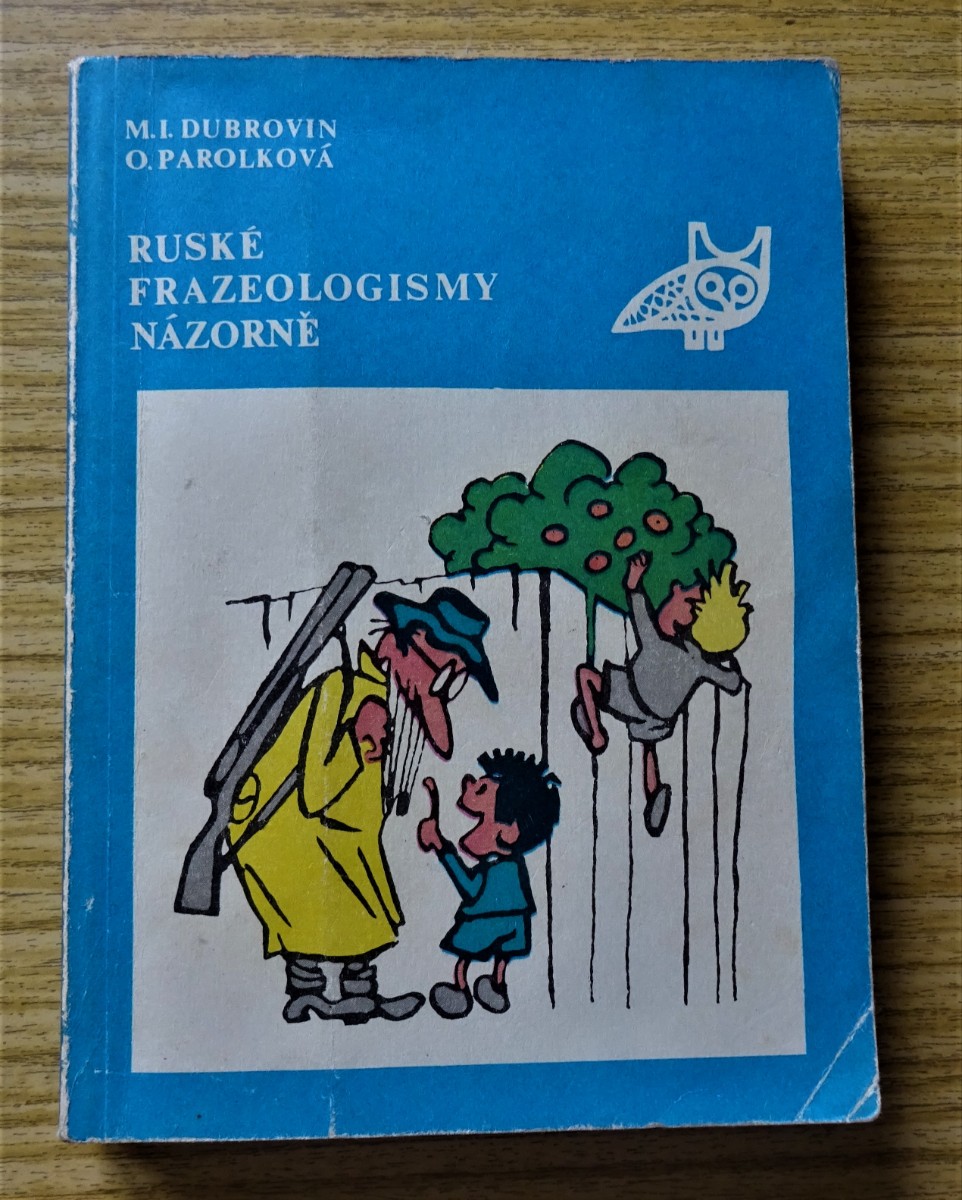 M. I. DUBROVIN
O. PAROLKOVÁ
RUSKÉ
FRAZEOLOGISMY
NÁZORNĚ